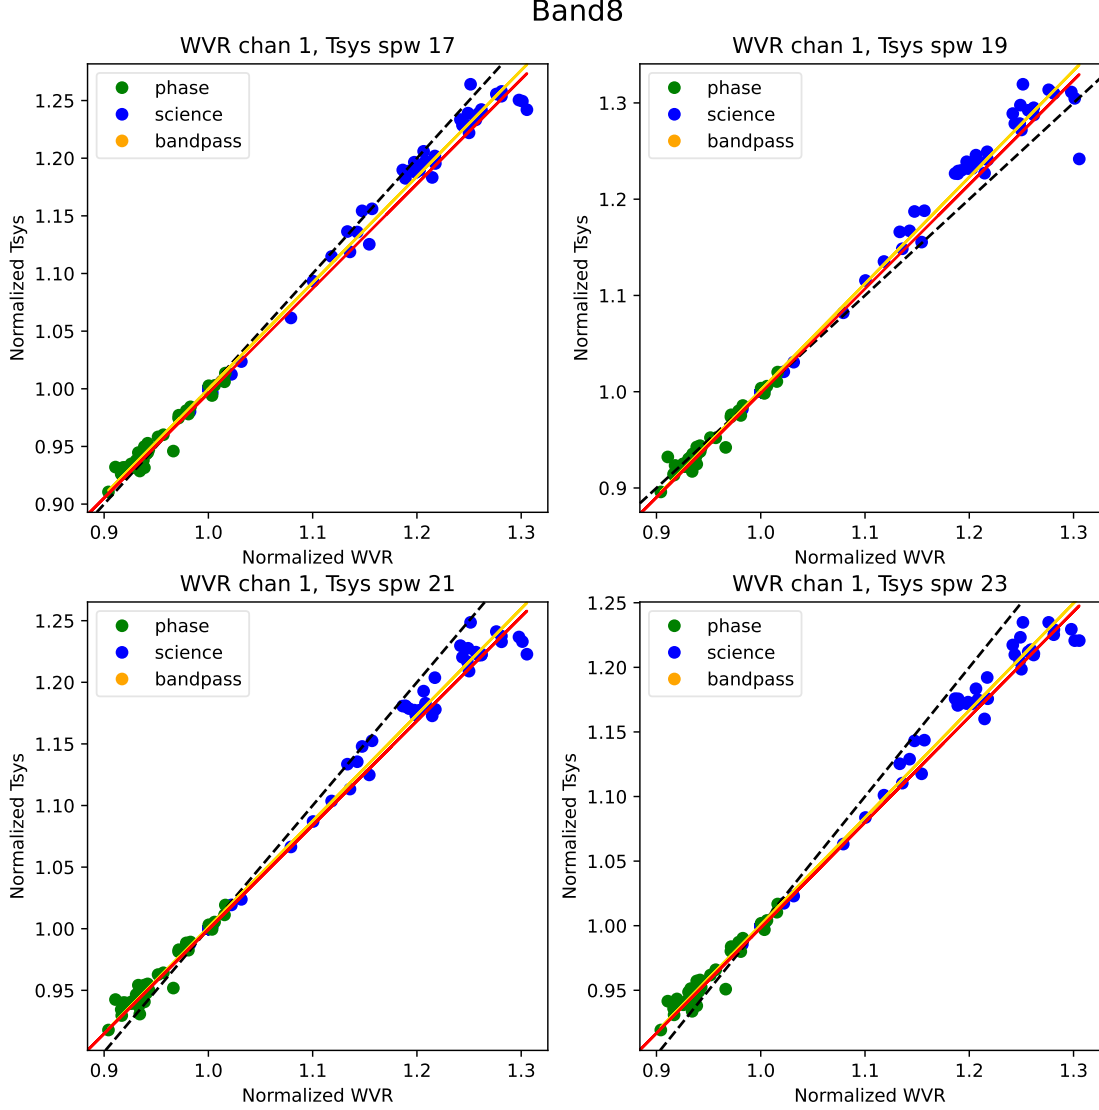 Band8
WVR chan 1, Tsys spw 17
phase
science
bandpass
1.25
1.20
1.15
1.10
1.05
1.00
0.95
0.90
Normalized Tsys
0.9 1.0 1.1 1.2 1.3
Normalized WVR
WVR chan 1, Tsys spw 19
phase
science
bandpass
1.3
1.2
1.1
1.0
0.9
Normalized Tsys
0.9 1.0 1.1 1.2 1.3
Normalized WVR
WVR chan 1, Tsys spw 21
phase
science
bandpass
1.25
1.20
1.15
1.10
1.05
1.00
0.95
Normalized Tsys
0.9 1.0 1.1 1.2 1.3
Normalized WVR
WVR chan 1, Tsys spw 23
phase
science
bandpass
1.25
1.20
1.15
1.10
1.05
1.00
0.95
Normalized Tsys
0.9 1.0 1.1 1.2 1.3
Normalized WVR